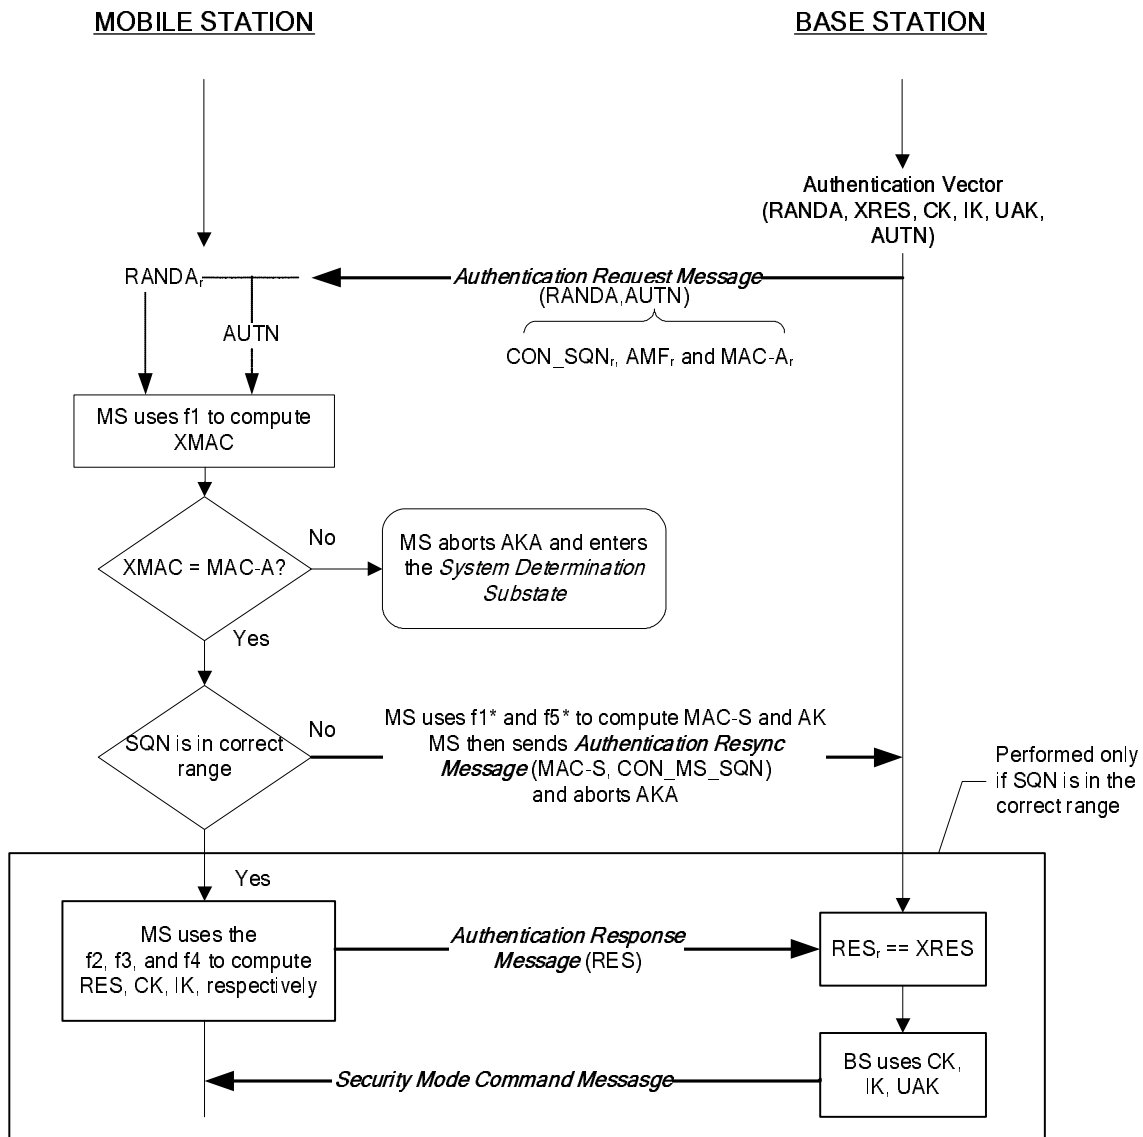 MOBILE STATION
BASE STATION
Authentication Vector
(RANDA, XRES, CK, IK, UAK,
AUTN)
RANDAr
Authentication Request Message
(RANDA,AUTN)
AUTN
CON_SQNr, AMFr and MAC-Ar
MS uses f1 to compute
XMAC
XMAC = MAC-A?
No
MS aborts AKA and enters
the System Determination
Substate
Yes
SQN is in correct
range
No
MS uses f1* and f5* to compute MAC-S and AK
MS then sends Authentication Resync
Message (MAC-S, CON_MS_SQN)
and aborts AKA
Performed only
if SQN is in the
correct range
Yes
MS uses the
f2, f3, and f4 to compute
RES, CK, IK, respectively
Authentication Response
Message (RES)
RESr == XRES
BS uses CK,
IK, UAK
Security Mode Command Messasge